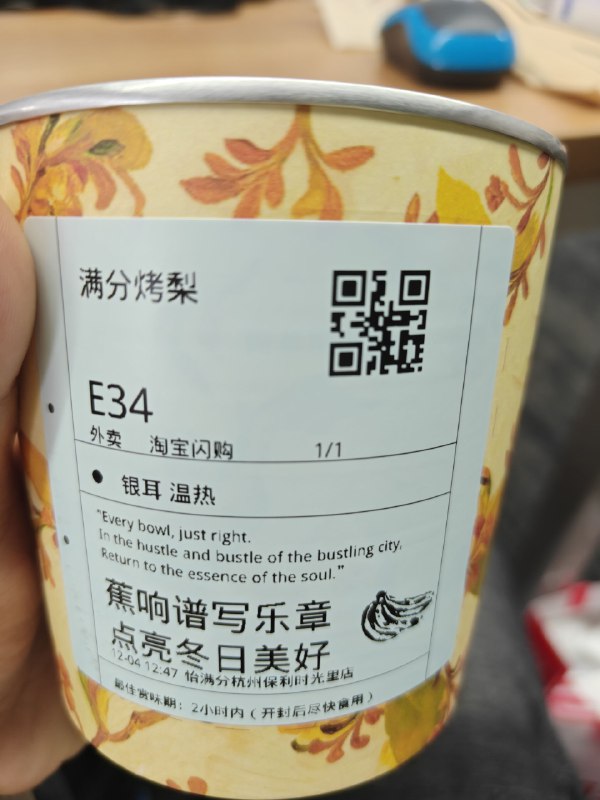 满分烤梨
E34
外卖 淘宝闪购 1/1
银耳 温热
"Every bowl, just right.
In the hustle and bustle of the bustling city,
Return to the essence of the soul."
蕉响谱写乐章
点亮冬日美好
12-04 12:47 怡满分杭州保利时光里店
最佳赏味期：2小时内（开封后尽快食用）